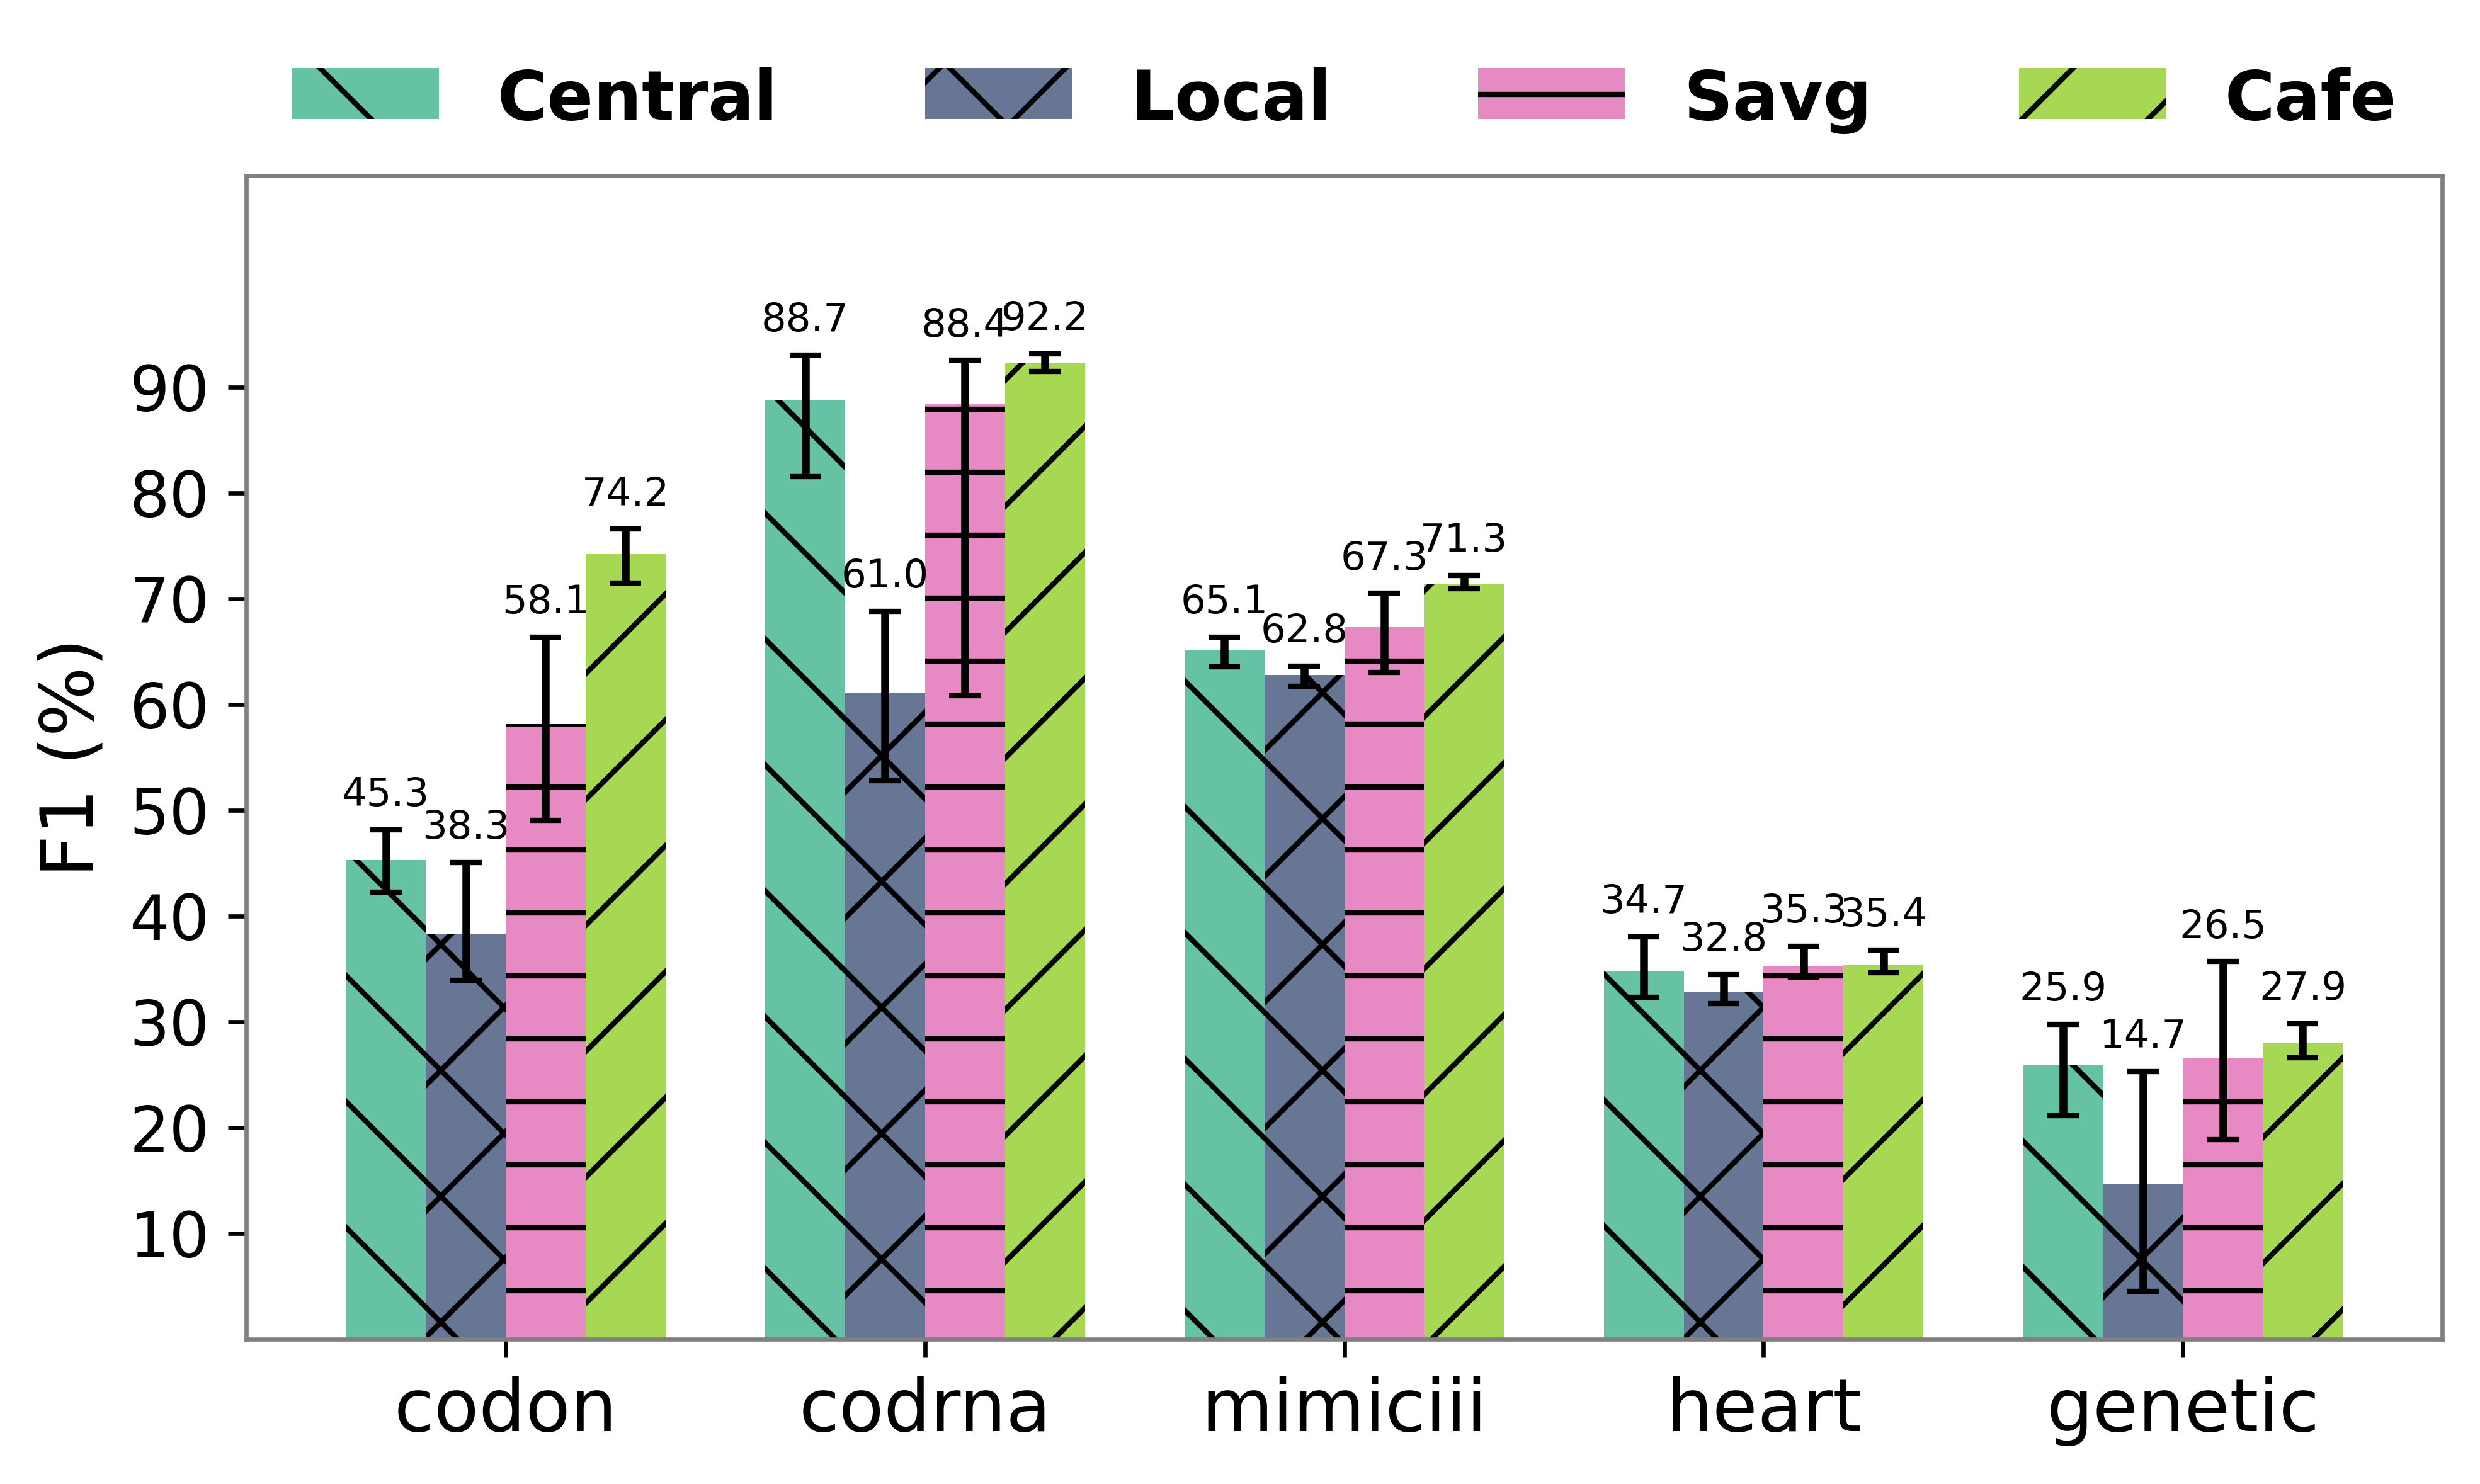 Central Local Savg Cafe
F1 (%)
90
80
70
60
50
40
30
20
10
45.3 38.3 58.1 74.2
88.7 61.0 88.4 92.2
65.1 62.8 67.3 71.3
34.7 32.8 35.3 35.4
25.9 14.7 26.5 27.9
codon codrna mimiciii heart genetic